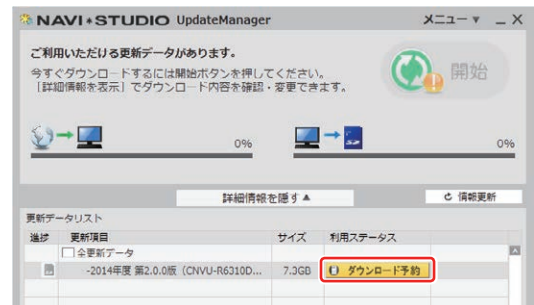 NAVI*STUDIO UpdateManager
メニュー ▼ _ X
ご利用いただける更新データがあります。
今すぐダウンロードするには開始ボタンを押してください。
[詳細情報を表示]でダウンロード内容を確認・変更できます。
開始
0%
0%
詳細情報を隠す▲
情報更新
更新データリスト
進捗 更新項目 サイズ 利用ステータス
全更新データ
-2014年度 第2.0.0版 (CNVU-R6310D... 7.3GB ダウンロード予約